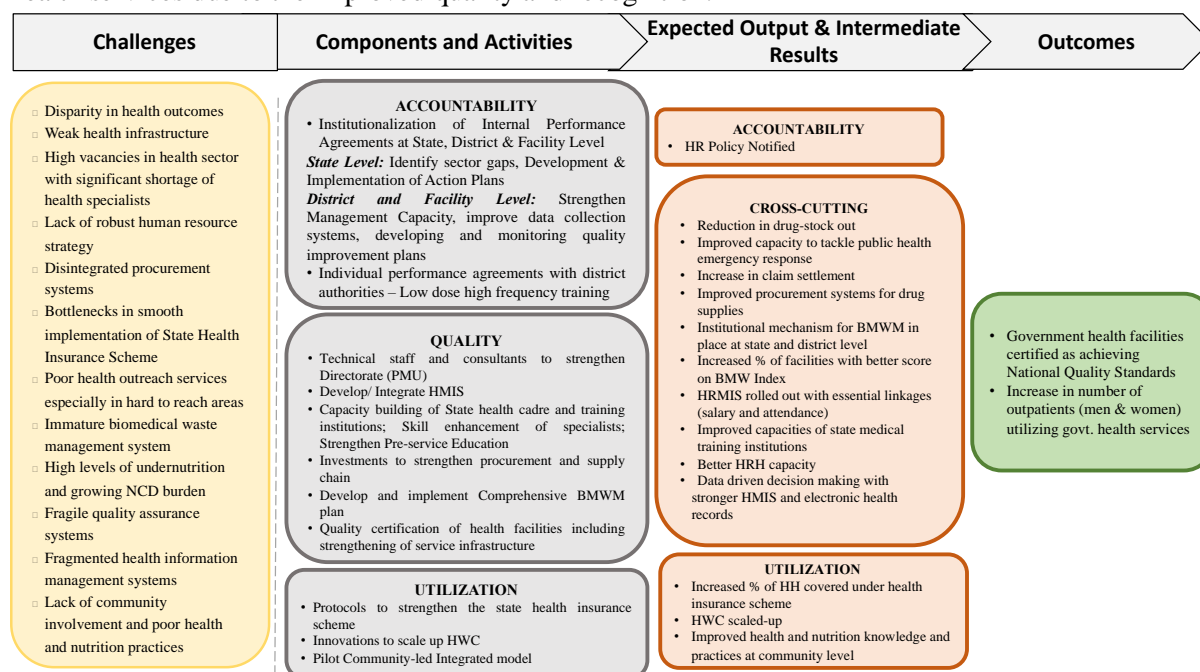 health services due to the improved quality and recognition.
Challenges
Components and Activities
Expected Output & Intermediate
Results
Outcomes
Disparity in health outcomes
Weak health infrastructure
High vacancies in health sector
with significant shortage of
health specialists
Lack of robust human resource
strategy
Disintegrated procurement
systems
Bottlenecks in smooth
implementation of State Health
Insurance Scheme
Poor health outreach services
especially in hard to reach areas
Immature biomedical waste
management system
High levels of undernutrition
and growing NCD burden
Fragile quality assurance
systems
Fragmented health information
management systems
Lack of community
involvement and poor health
and nutrition practices
ACCOUNTABILITY
• Institutionalization of Internal Performance
Agreements at State, District & Facility Level
State Level: Identify sector gaps, Development &
Implementation of Action Plans
District and Facility Level: Strengthen
Management Capacity, improve data collection
systems, developing and monitoring quality
improvement plans
• Individual performance agreements with district
authorities – Low dose high frequency training
QUALITY
• Technical staff and consultants to strengthen
Directorate (PMU)
• Develop/ Integrate HMIS
• Capacity building of State health cadre and training
institutions; Skill enhancement of specialists;
Strengthen Pre-service Education
• Investments to strengthen procurement and supply
chain
• Develop and implement Comprehensive BMWM
plan
• Quality certification of health facilities including
strengthening of service infrastructure
UTILIZATION
• Protocols to strengthen the state health insurance
scheme
• Innovations to scale up HWC
• Pilot Community-led Integrated model
ACCOUNTABILITY
• HR Policy Notified
CROSS-CUTTING
• Reduction in drug-stock out
• Improved capacity to tackle public health
emergency response
• Increase in claim settlement
• Improved procurement systems for drug
supplies
• Institutional mechanism for BMWM in
place at state and district level
• Increased % of facilities with better score
on BMW Index
• HRMIS rolled out with essential linkages
(salary and attendance)
• Improved capacities of state medical
training institutions
• Better HRH capacity
• Data driven decision making with
stronger HMIS and electronic health
records
UTILIZATION
• Increased % of HH covered under health
insurance scheme
• HWC scaled-up
• Improved health and nutrition knowledge and
practices at community level
• Government health facilities
certified as achieving
National Quality Standards
• Increase in number of
outpatients (men & women)
utilizing govt. health services